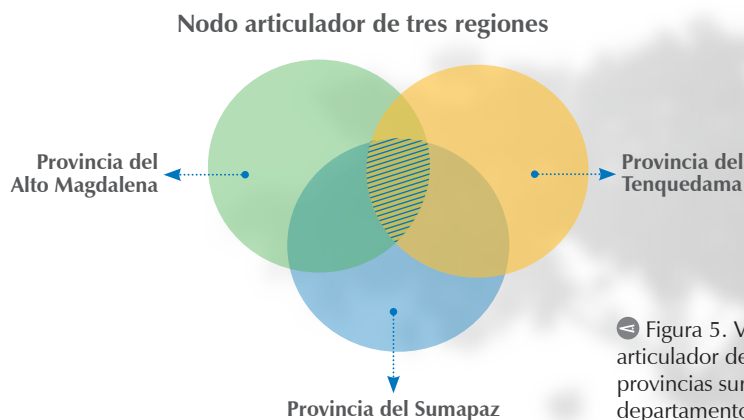 Nodo articulador de tres regiones
Provincia del
Alto Magdalena
Provincia del
Tenquedama
Provincia del Sumapaz
Figura 5. V
articulador de
provincias sur
departamento